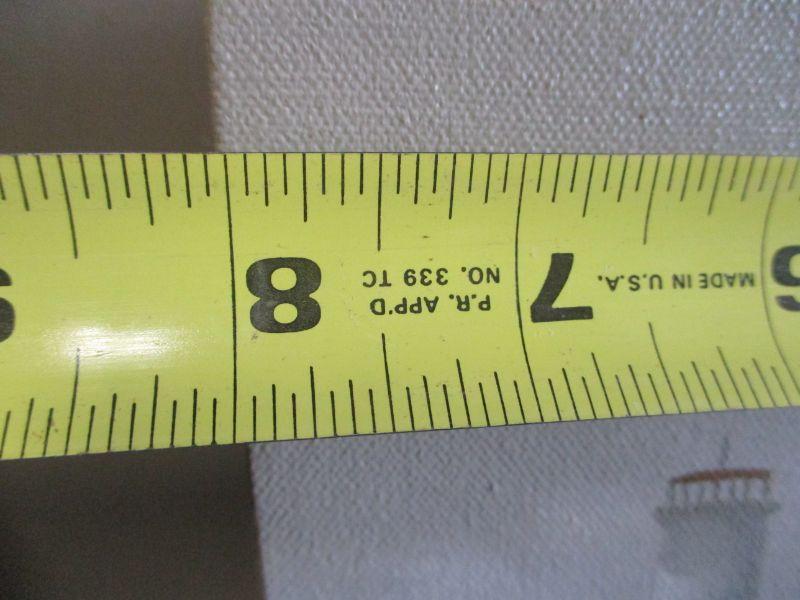 MADE IN U.S.A.
7
P.R. APP'D
NO. 339 TC
8